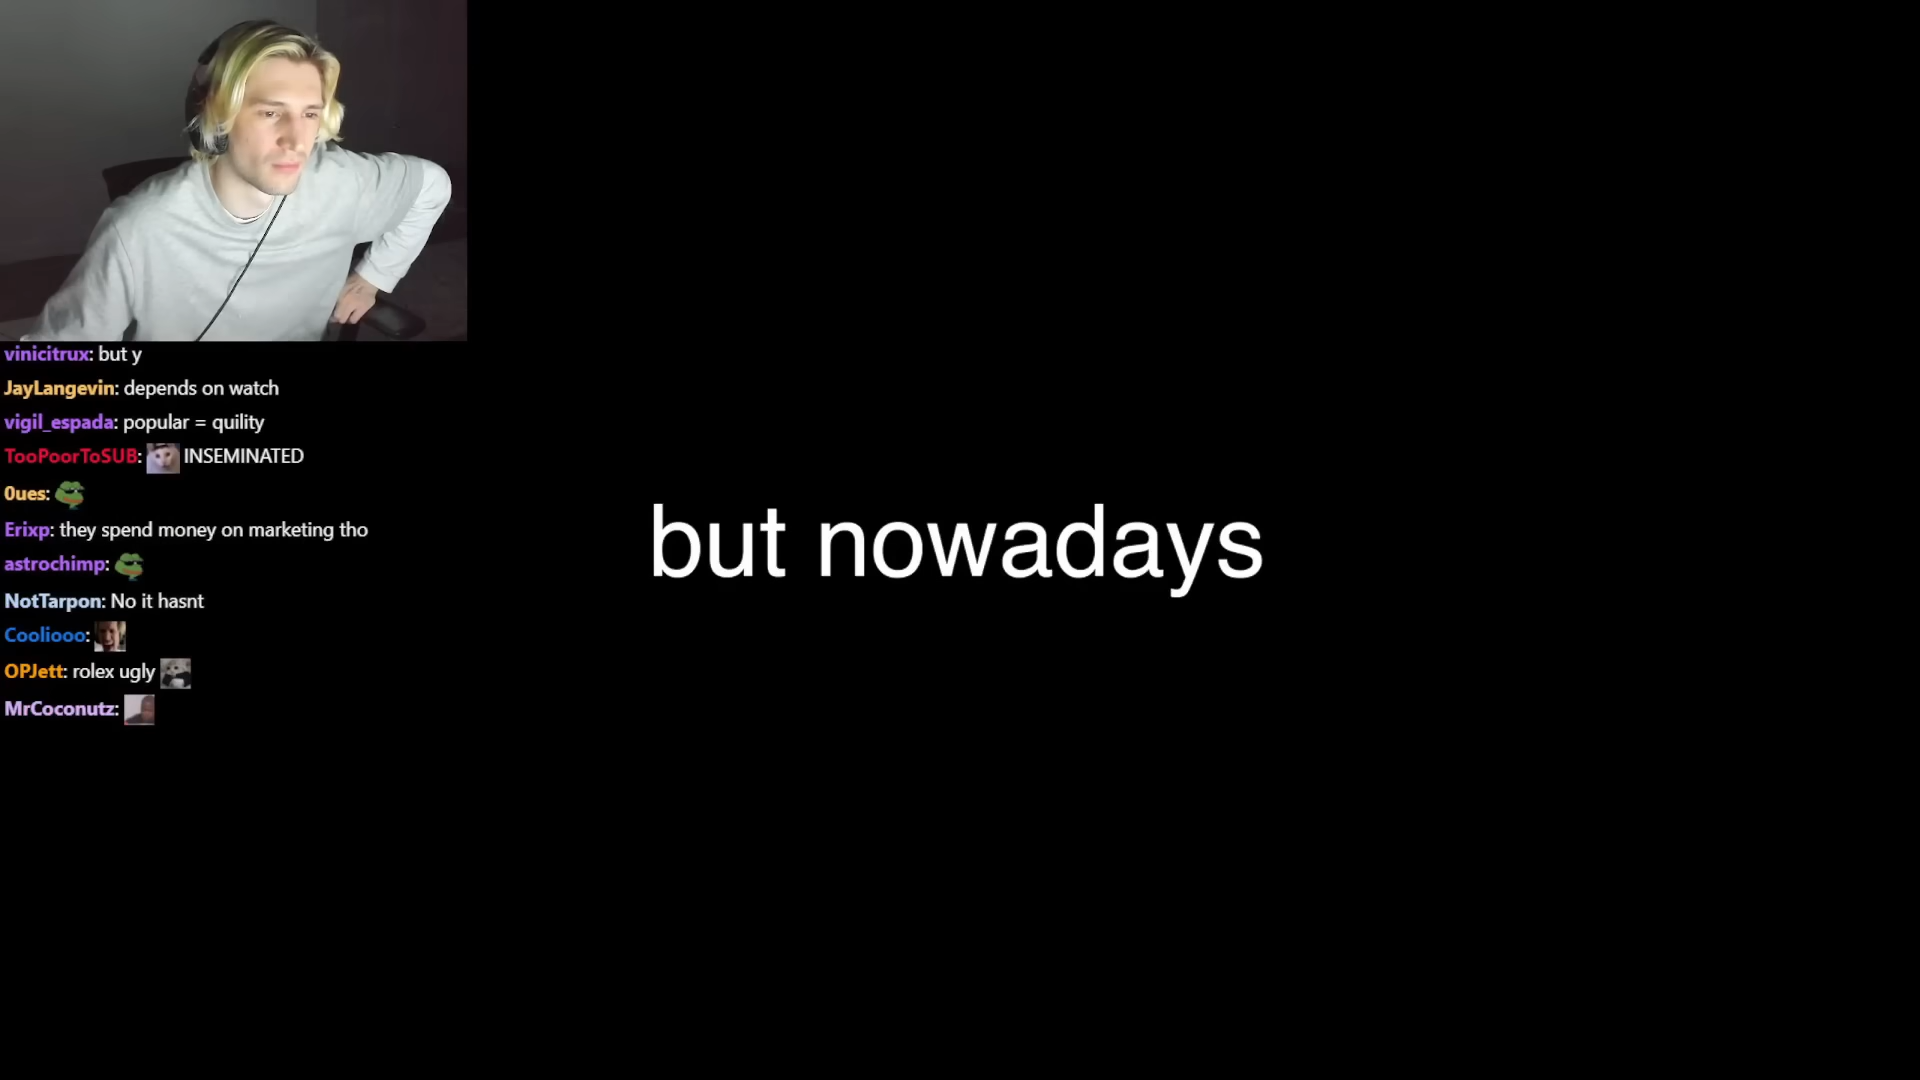 vinicitrux: but y
JayLangevin: depends on watch
vigil_espada: popular = quility
TooPoorToSUB: INSEMINATED
0ues:
Erixp: they spend money on marketing tho
astrochimp:
NotTarpon: No it hasnt
Cooliooo:
OPJett: rolex ugly
MrCoconutz:
but nowadays